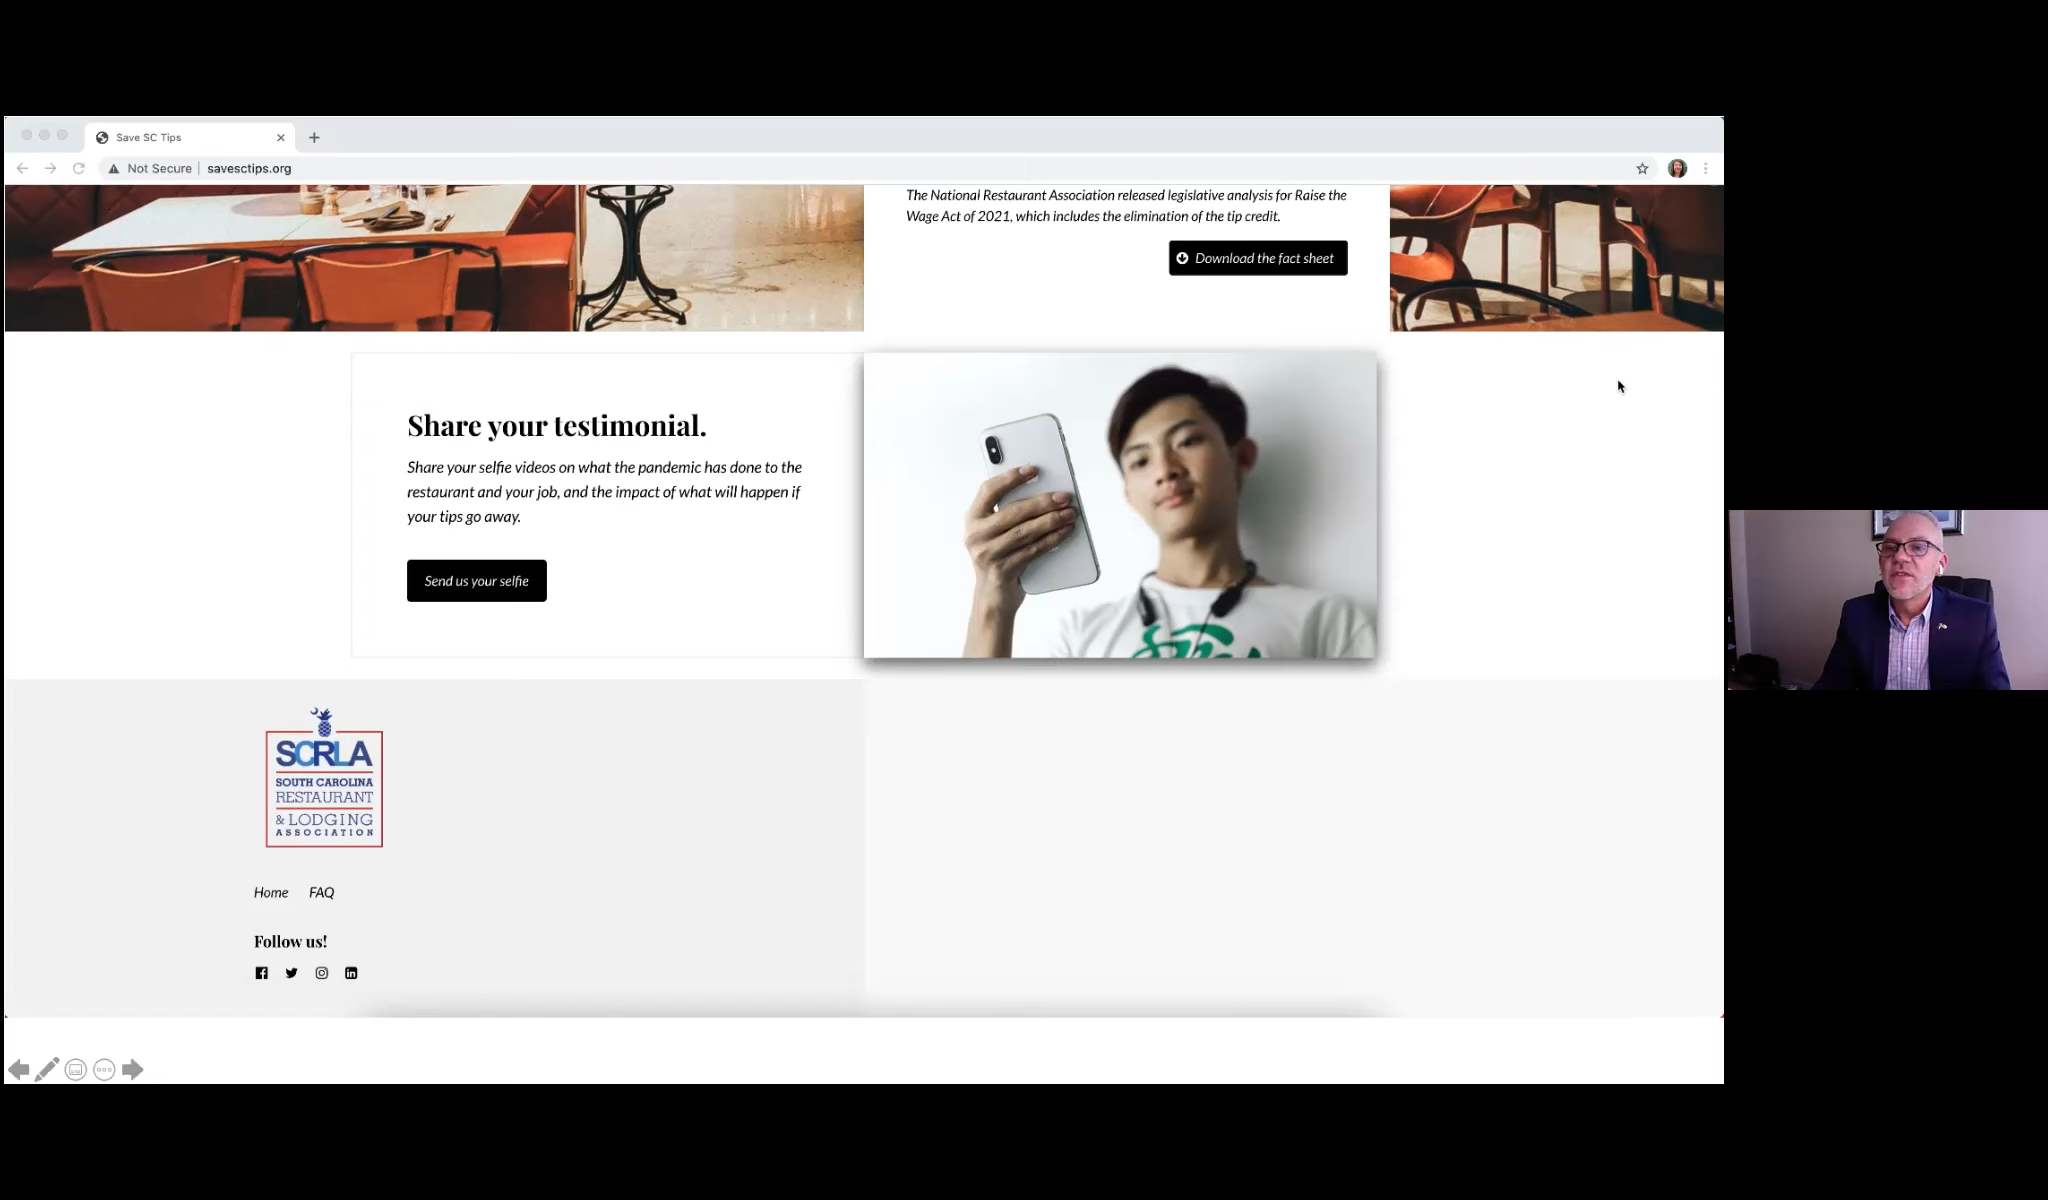 Save SC Tips
Not Secure | savesctips.org
The National Restaurant Association released legislative analysis for Raise the
Wage Act of 2021, which includes the elimination of the tip credit.
Download the fact sheet
Share your testimonial.
Share your selfie videos on what the pandemic has done to the
restaurant and your job, and the impact of what will happen if
your tips go away.
Send us your selfie
SCRLA
SOUTH CAROLINA
RESTAURANT
& LODGING
ASSOCIATION
Home FAQ
Follow us!